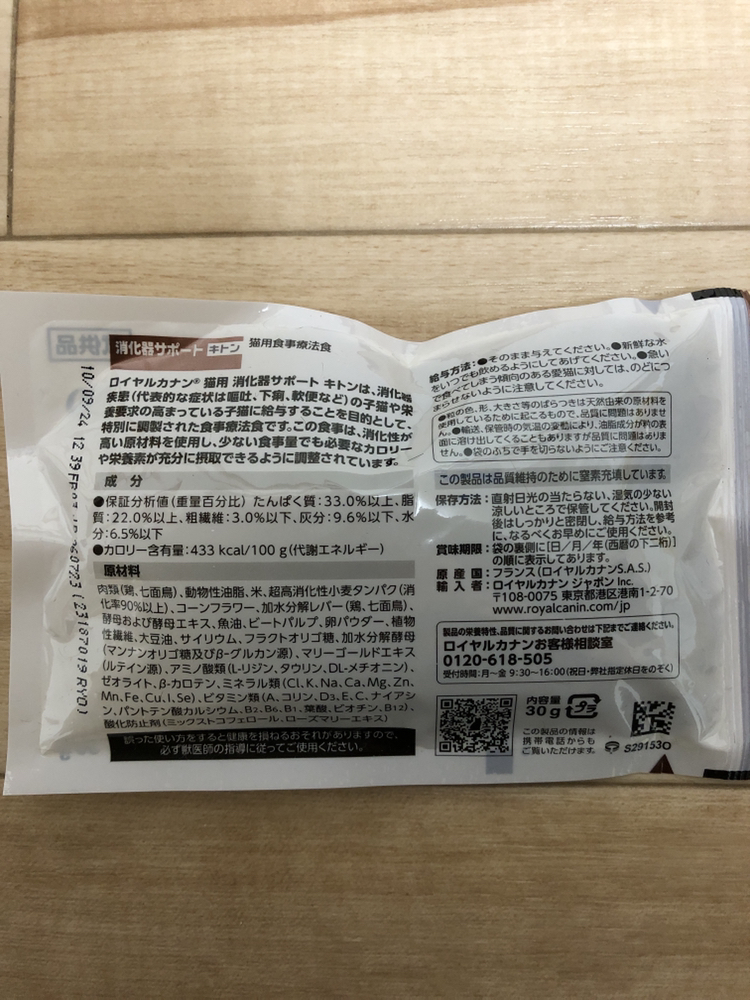 消化器サポート キトン 猫用食事療法食
ロイヤルカナン® 猫用 消化器サポート キトンは、消化器
疾患(代表的な症状は嘔吐、下痢、軟便など)の子猫や栄
養要求の高まっている子猫に給与することを目的として、
特別に調製された食事療法食です。この食事は、消化性が
高い原材料を使用し、少ない食事量でも必要なカロリー
や栄養素が充分に摂取できるように調整されています。
成 分
●保証分析値(重量百分比) たんぱく質:33.0%以上、脂
質:22.0%以上、粗繊維:3.0%以下、灰分:9.6%以下、水
分:6.5%以下
●カロリー含有量:433 kcal/100 g(代謝エネルギー)
原材料
肉類(鶏、七面鳥)、動物性油脂、米、超高消化性小麦タンパク(消
化率90%以上)、コーンフラワー、加水分解レバー(鶏、七面鳥)、
酵母および酵母エキス、魚油、ビートパルプ、卵パウダー、植物
性繊維、大豆油、サイリウム、フラクトオリゴ糖、加水分解酵母
(マンナンオリゴ糖及びβ-グルカン源)、マリーゴールドエキス
(ルテイン源)、アミノ酸類(L-リジン、タウリン、DL-メチオニン)、
ゼオライト、β-カロテン、ミネラル類(Cl、K、Na、Ca、Mg、Zn、
Mn、Fe、Cu、I、Se)、ビタミン類(A、コリン、D3、E、C、ナイアシ
ン、パントテン酸カルシウム、B2、B6、B1、葉酸、ビオチン、B12)、
酸化防止剤(ミックストコフェロール、ローズマリーエキス)
誤った使い方をすると健康を損ねるおそれがありますので、
必ず獣医師の指導に従ってご使用ください。
10/09/24 12
(23187019 RYO)
給与方法:●そのまま与えてください。●新鮮な水
をいつでも飲めるようにしてあげてください。●急い
で食べてしまう傾向のある愛猫に対しては、のどにつ
まらせないように注意してください。
●粒の色、形、大きさ等のばらつきは天然由来の原材料を
使用しているために起こるもので、品質に問題はありませ
ん。●輸送、保管時の気温の変動により、油脂成分が粒の表
面に溶け出してくることもありますが品質に問題はありま
せん。●袋のふちで手を切らないようにご注意ください。
この製品は品質維持のために窒素充填しています。
保存方法:直射日光の当たらない、湿気の少ない
涼しいところで保管してください。開封
後はしっかりと密閉し、給与方法を参考
に、なるべくお早めにご使用ください。
賞味期限:袋の裏側に[日/月/年(西暦の下二桁)]
の順に表示してあります。
原産国:フランス(ロイヤルカナンS.A.S.)
輸入者:ロイヤルカナン ジャポン Inc.
〒108-0075 東京都港区港南1-2-70
www.royalcanin.com/jp
製品の栄養特性、品質に関するお問い合わせは下記までご連絡ください。
ロイヤルカナンお客様相談室
0120-618-505
受付時間:月~金 9:30~16:00(祝日・弊社指定休日をのぞく)
内容量
30g
プラ
この製品の情報は
携帯電話からも
ご覧いただけます。
S29153O